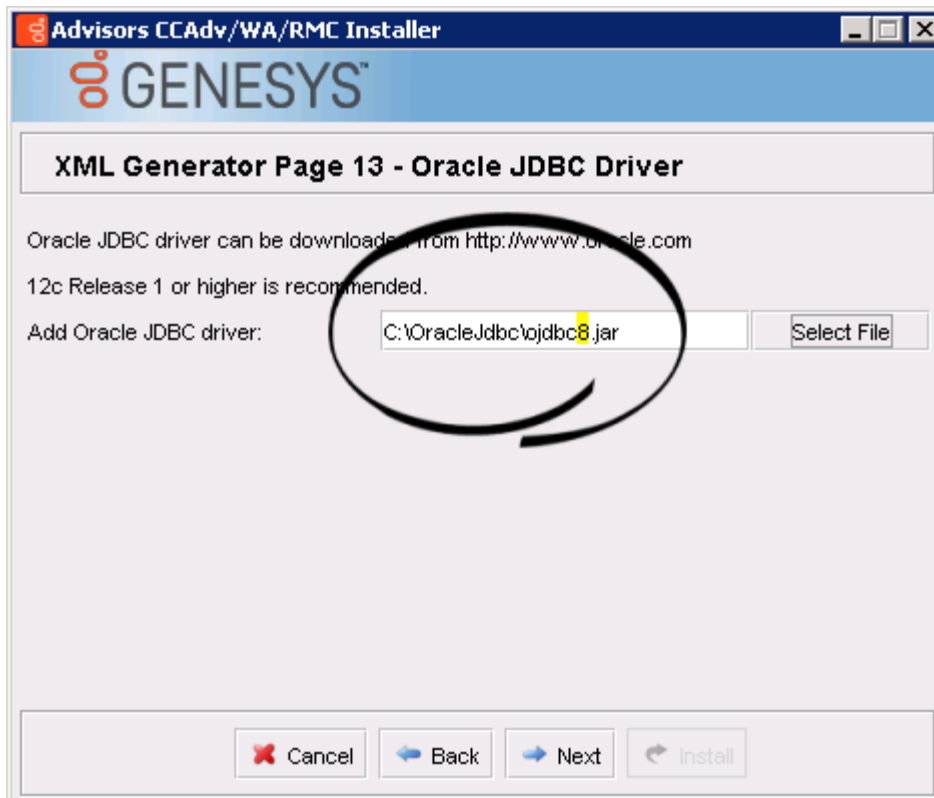 Advisors CCAdv/WA/RMC Installer
GENESYS™
XML Generator Page 13 - Oracle JDBC Driver
Oracle JDBC driver can be downloaded from http://www.oracle.com
12c Release 1 or higher is recommended.
Add Oracle JDBC driver: C:\OracleJdbc\ojdbc8.jar Select File
Cancel Back Next Install